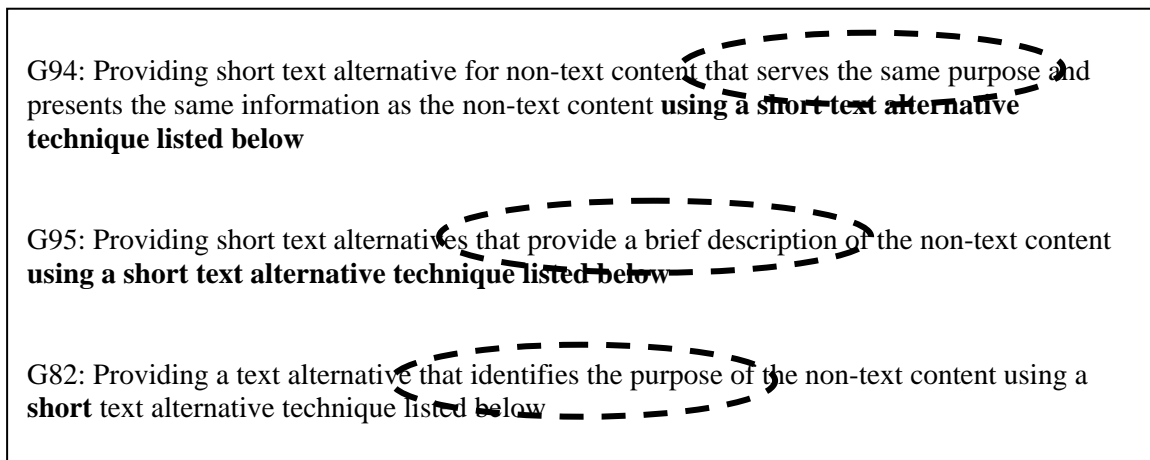 G94: Providing short text alternative for non-text content that serves the same purpose and
presents the same information as the non-text content using a short text alternative
technique listed below
G95: Providing short text alternatives that provide a brief description of the non-text content
using a short text alternative technique listed below
G82: Providing a text alternative that identifies the purpose of the non-text content using a
short text alternative technique listed below